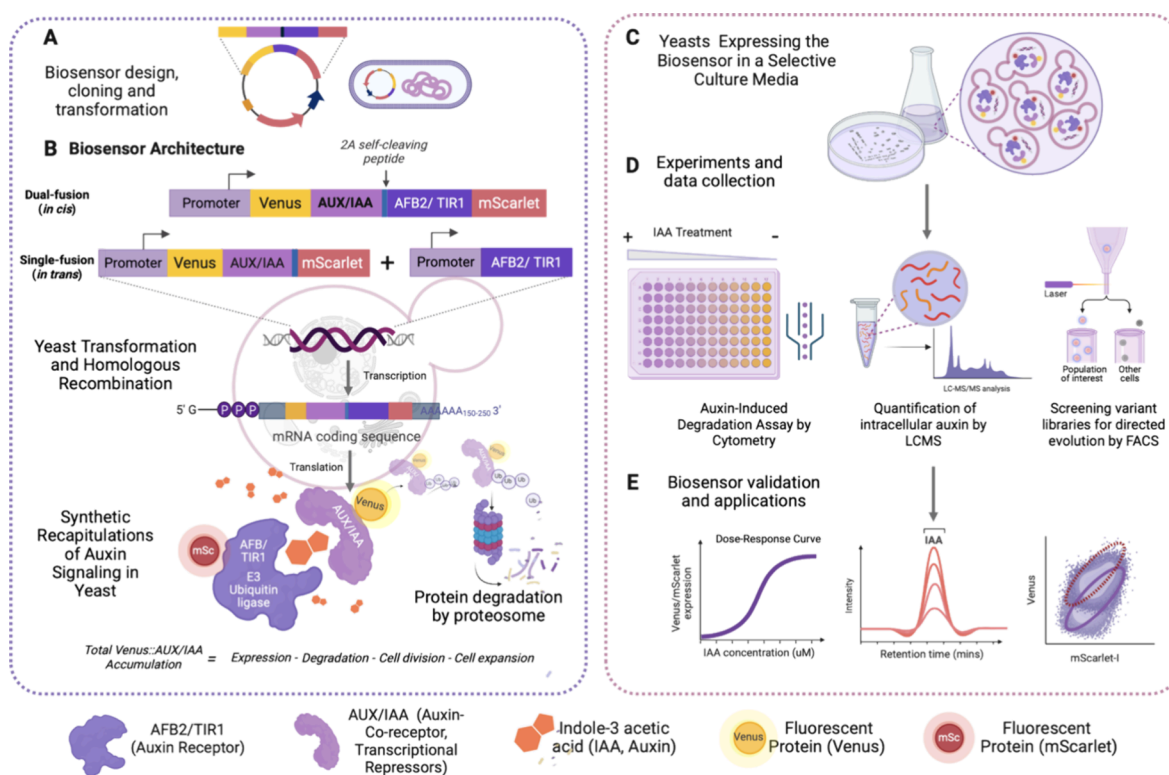 A
Biosensor design,
cloning and
transformation
B Biosensor Architecture
2A self-cleaving
peptide
Dual-fusion
(in cis)
Promoter Venus AUX/IAA AFB2/ TIR1 mScarlet
Single-fusion
(in trans)
Promoter Venus AUX/IAA mScarlet + Promoter AFB2/ TIR1
Yeast Transformation
and Homologous
Recombination
Transcription
5' G P P P AAAAAA150-250 3'
mRNA coding sequence
Translation
Synthetic
Recapitulations
of Auxin
Signaling in
Yeast
mSc
AFB/
TIR1
E3
Ubiquitin
ligase
AUX/IAA
Venus
Venus
AUX/IAA
Ub
Ub
Ub
Protein degradation
by proteosome
Total Venus::AUX/IAA
Accumulation
= Expression - Degradation - Cell division - Cell expansion
C
Yeasts Expressing the
Biosensor in a Selective
Culture Media
D
Experiments and
data collection
+ IAA Treatment -
Laser
LC-MS/MS analysis
Population
of interest
Other
cells
Auxin-Induced
Degradation Assay by
Cytometry
Quantification of
intracellular auxin by
LCMS
Screening variant
libraries for directed
evolution by FACS
E
Biosensor validation
and applications
Dose-Response Curve
Venus/mScarlet
expression
IAA concentration (uM)
IAA
Intensity
Retention time (mins)
Venus
mScarlet-I
AFB2/TIR1
(Auxin Receptor)
AUX/IAA (Auxin-
Co-receptor,
Transcriptional
Repressors)
Indole-3 acetic
acid (IAA, Auxin)
Venus
Fluorescent
Protein (Venus)
mSc
Fluorescent
Protein (mScarlet)